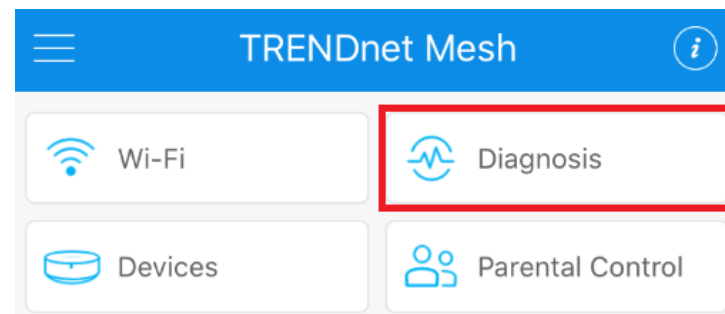 TRENDnet Mesh
i
Wi-Fi
Diagnosis
Devices
Parental Control